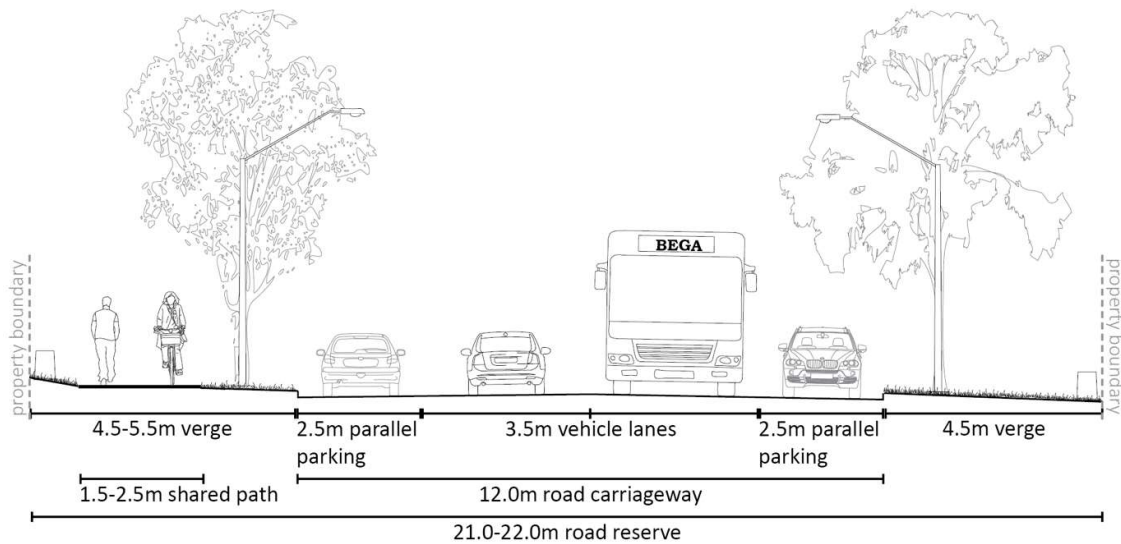 BEGA
property boundary
property boundary
4.5-5.5m verge
2.5m parallel
parking
3.5m vehicle lanes
2.5m parallel
parking
4.5m verge
1.5-2.5m shared path
12.0m road carriageway
21.0-22.0m road reserve